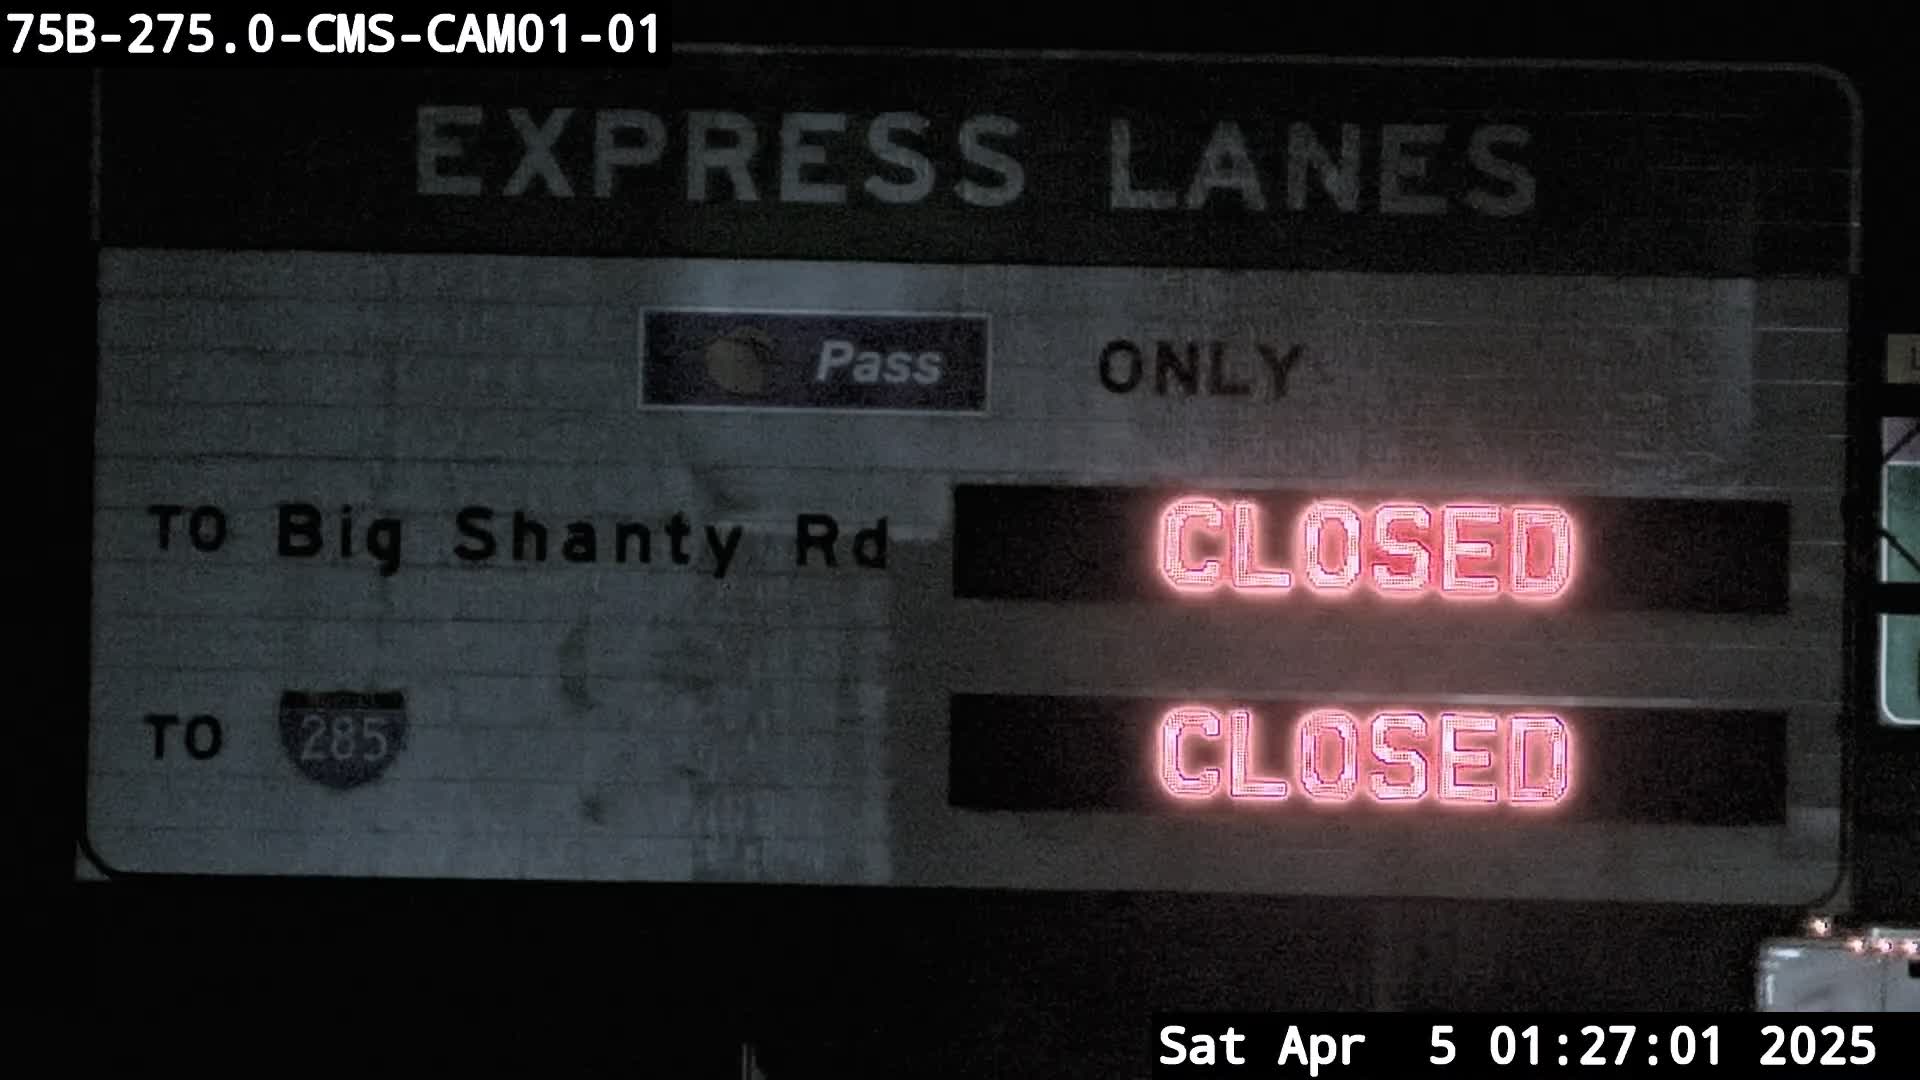 75B-275.0-CMS-CAM01-01
EXPRESS LANES
Pass ONLY
TO Big Shanty Rd CLOSED
TO 285 CLOSED
Sat Apr 5 01:27:01 2025